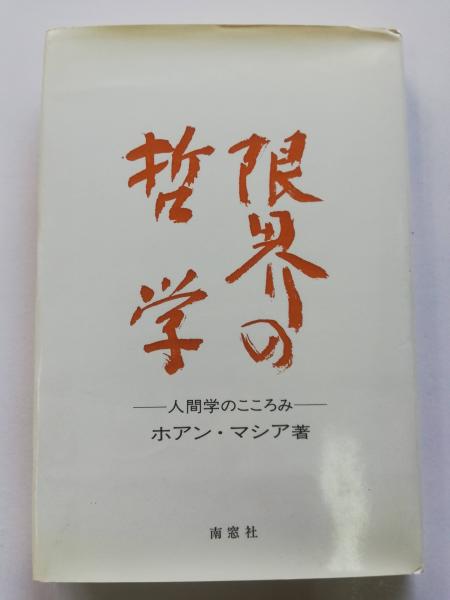 限界の
哲学
――人間学のこころみ――
ホアン・マシア著
南窓社